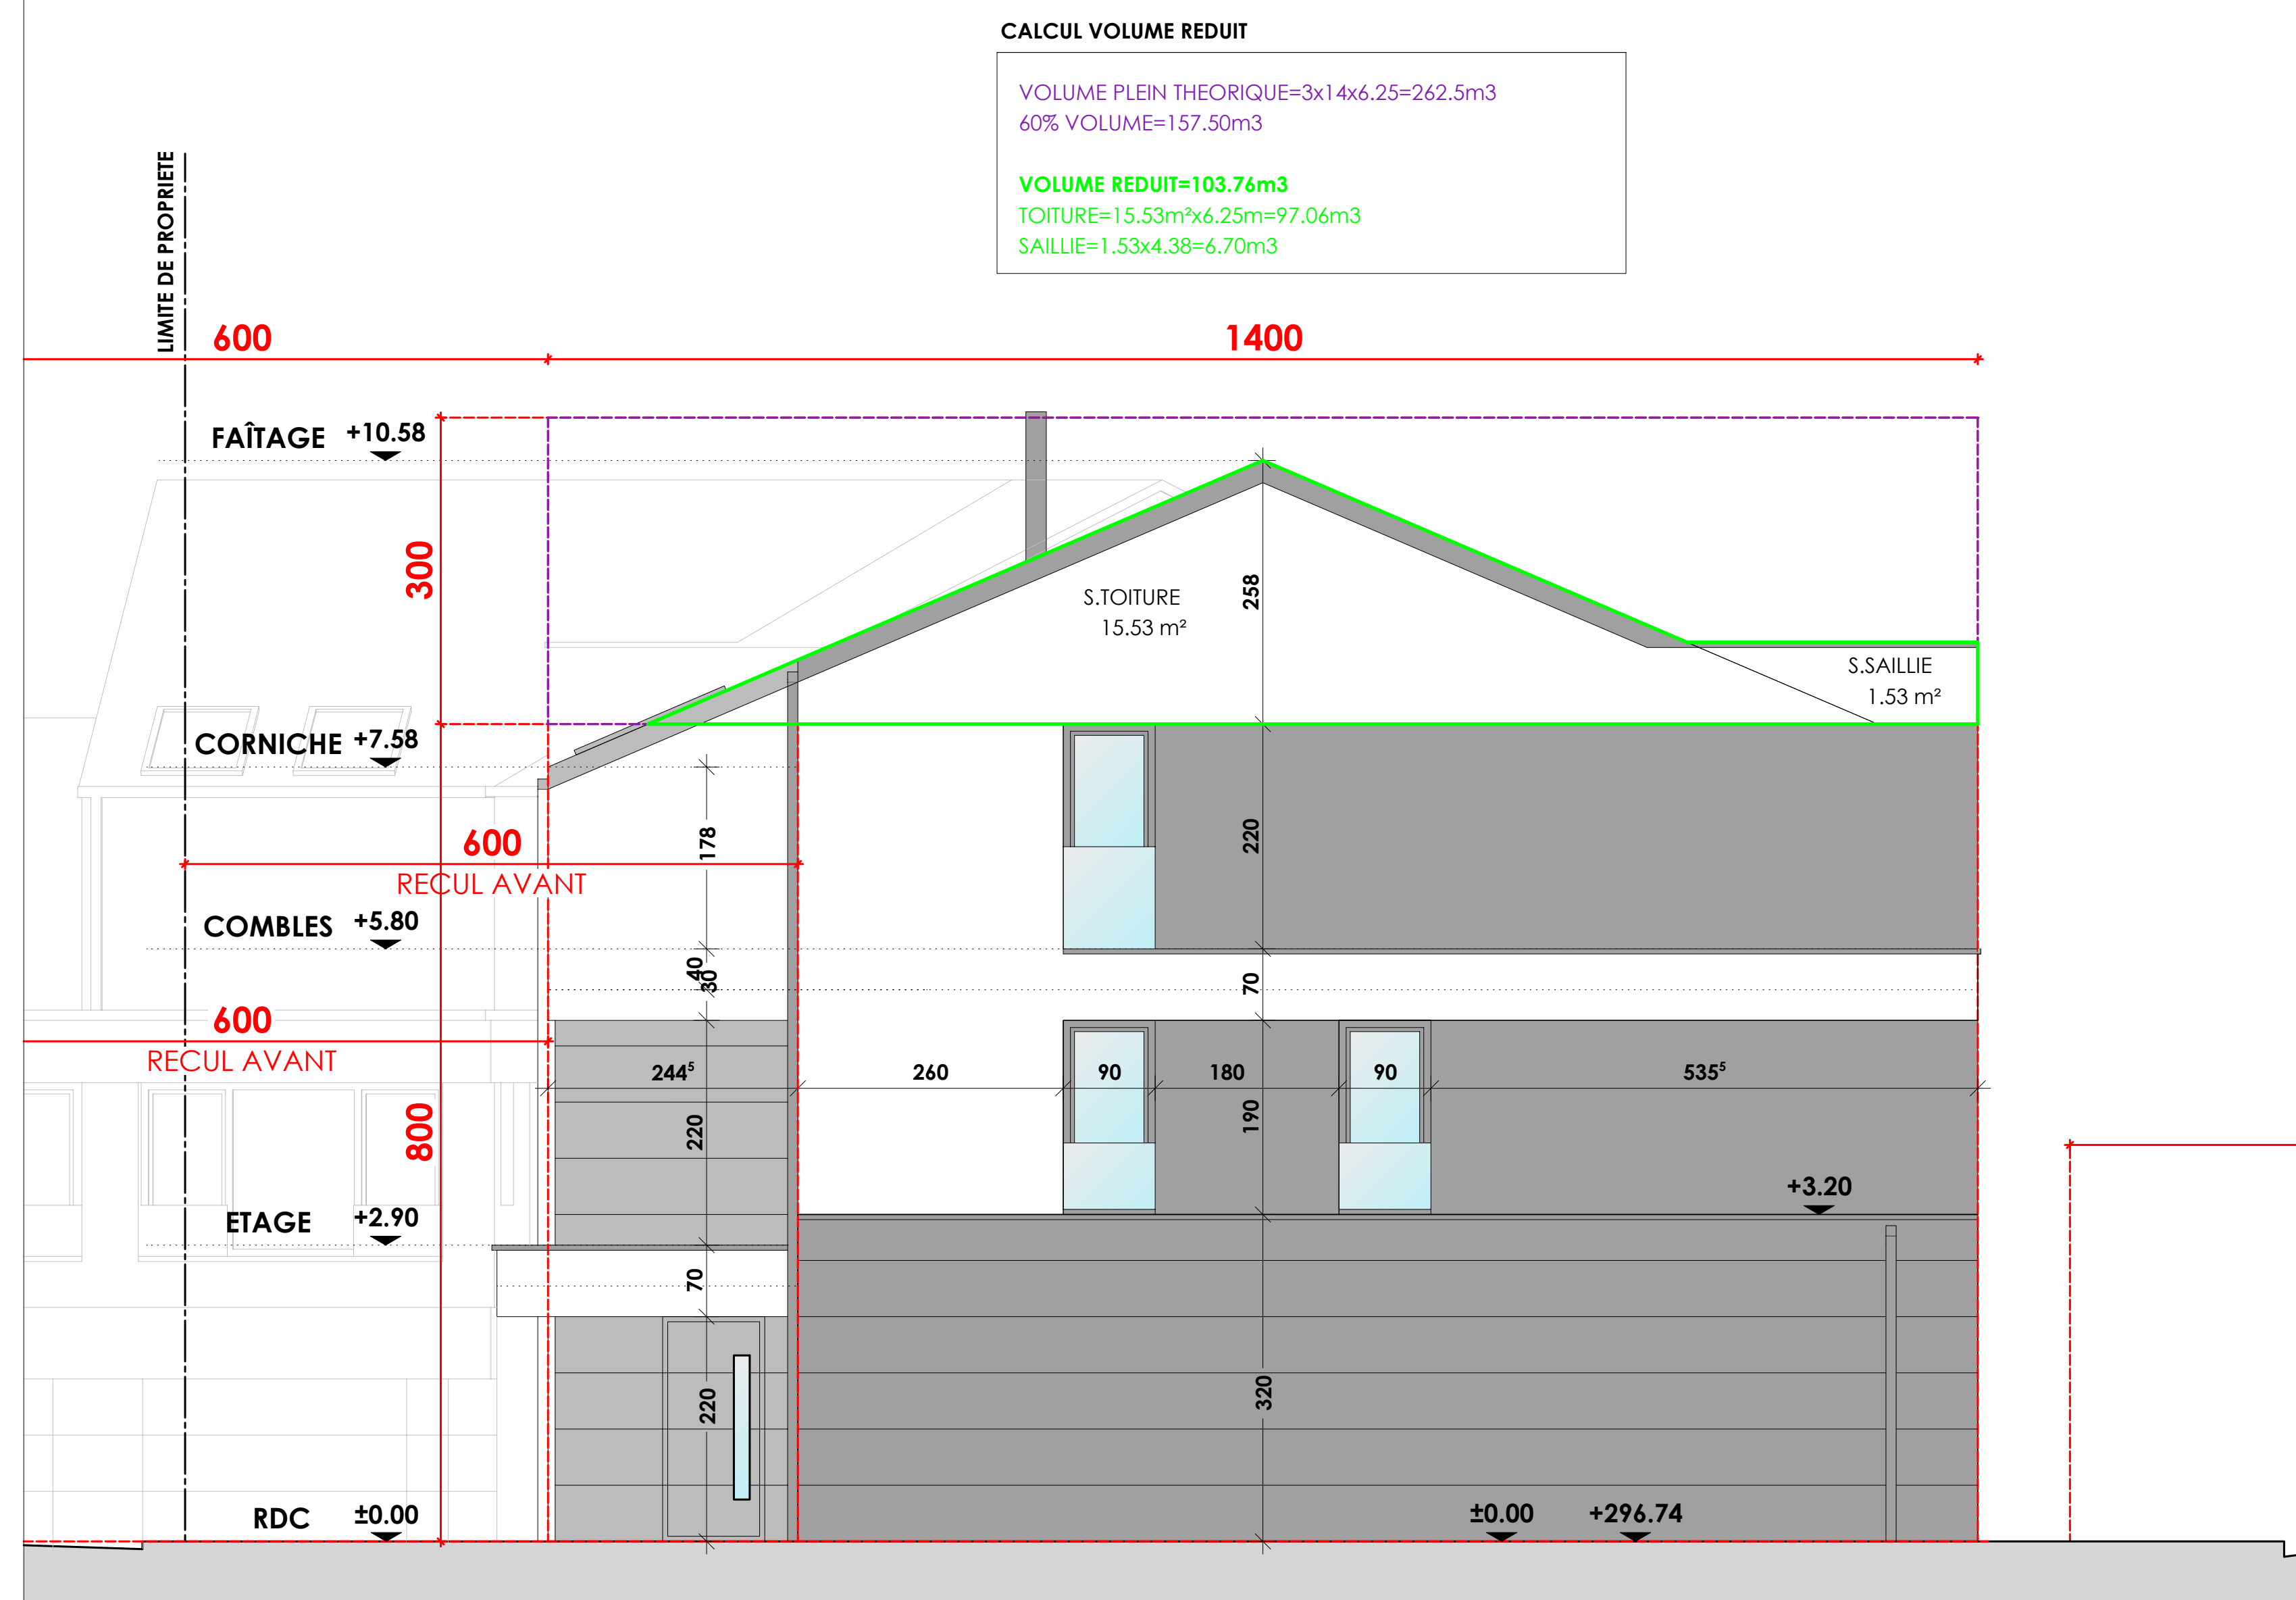 CALCUL VOLUME REDUIT
VOLUME PLEIN THEORIQUE=3x14x6.25=262.5m3
60% VOLUME=157.50m3
VOLUME REDUIT=103.76m3
TOITURE=15.53m²x6.25m=97.06m3
SAILLIE=1.53x4.38=6.70m3
LIMITE DE PROPRIETE
600
1400
FAÎTAGE +10.58
300
258
S.TOITURE
15.53 m²
S.SAILLIE
1.53 m²
CORNICHE +7.58
600
RECUL AVANT
178
220
COMBLES +5.80
40
30
70
600
RECUL AVANT
244⁵
260
90
180
90
535⁵
800
220
190
+3.20
ETAGE +2.90
70
220
320
RDC ±0.00
±0.00
+296.74